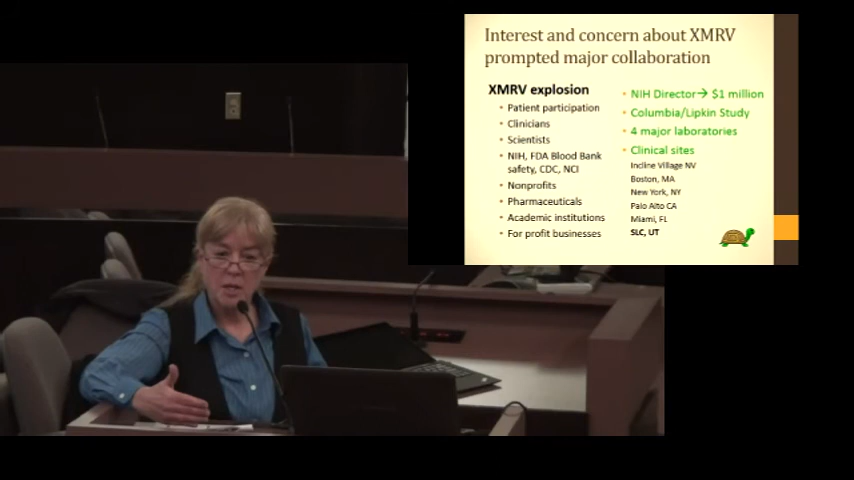 Interest and concern about XMRV
prompted major collaboration
XMRV explosion
• Patient participation
• Clinicians
• Scientists
• NIH, FDA Blood Bank
safety, CDC, NCI
• Nonprofits
• Pharmaceuticals
• Academic institutions
• For profit businesses
• NIH Director→ $1 million
• Columbia/Lipkin Study
• 4 major laboratories
• Clinical sites
Incline Village NV
Boston, MA
New York, NY
Palo Alto CA
Miami, FL
SLC, UT